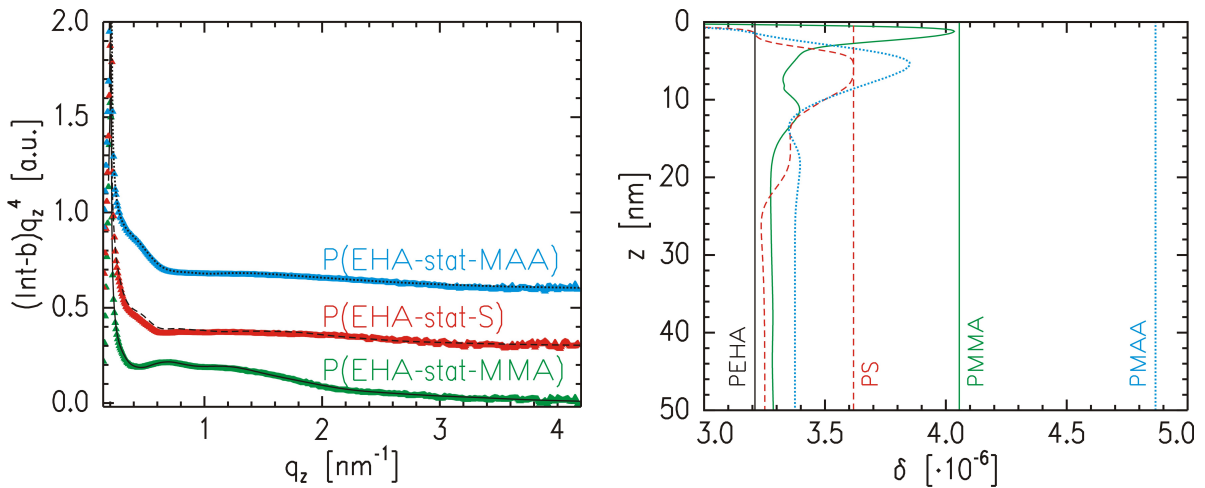 2.0
1.5
1.0
0.5
0.0
(Int-b)q_z^4 [a.u.]
P(EHA-stat-MAA)
P(EHA-stat-S)
P(EHA-stat-MMA)
1 2 3 4
q_z [nm^-1]
0
10
20
30
40
50
z [nm]
PEHA
PS
PMMA
PMAA
3.0 3.5 4.0 4.5 5.0
δ [·10^-6]